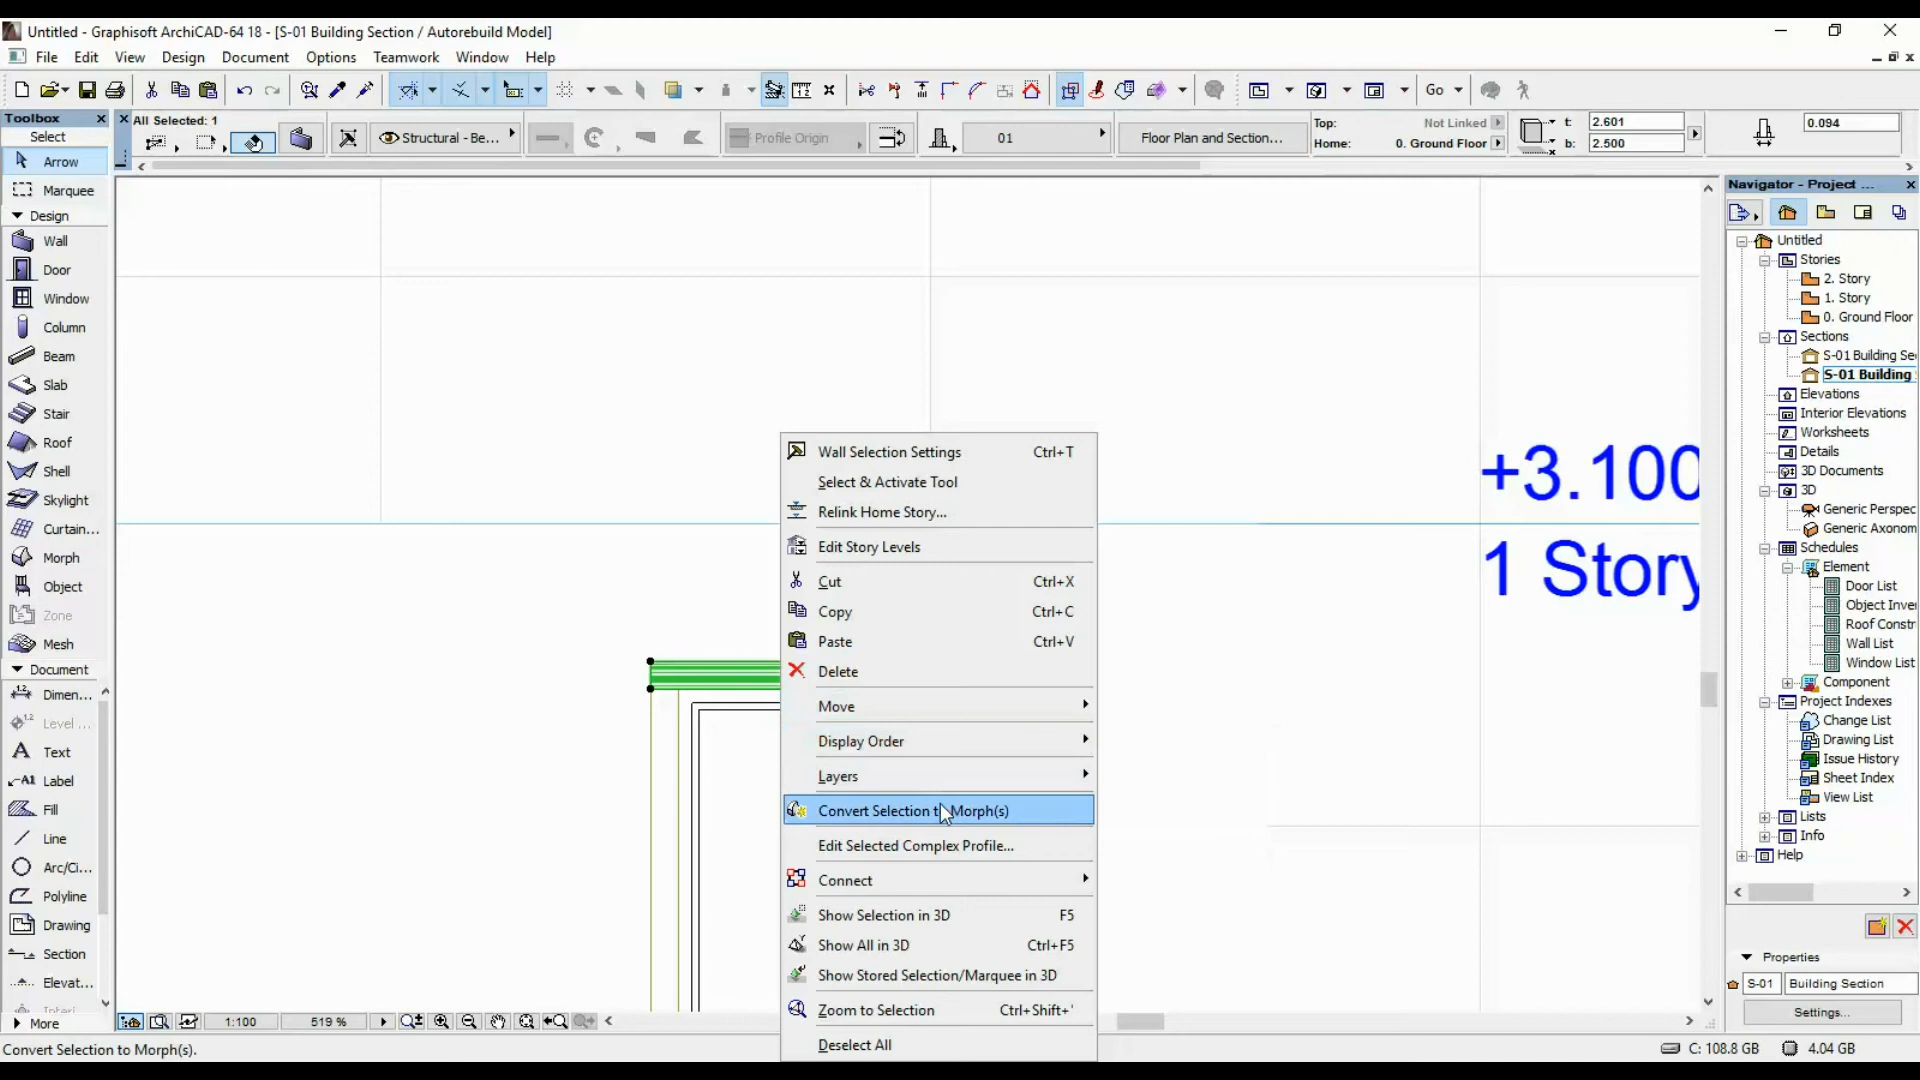 Untitled - Graphisoft ArchiCAD-64 18 - [S-01 Building Section / Autorebuild Model]
File Edit View Design Document Options Teamwork Window Help
Go
Toolbox
Select
Arrow
Marquee
Design
Wall
Door
Window
Column
Beam
Slab
Stair
Roof
Shell
Skylight
Curtain...
Morph
Object
Zone
Mesh
Document
Dimen...
Level ...
Text
Label
Fill
Line
Arc/Ci...
Polyline
Drawing
Section
Elevat...
Interi
More
All Selected: 1
Structural - Be...
Profile Origin
01
Floor Plan and Section...
Top: Not Linked
Home: 0. Ground Floor
t: 2.601
b: 2.500
0.094
+3.100
1 Story
Wall Selection Settings Ctrl+T
Select & Activate Tool
Relink Home Story...
Edit Story Levels
Cut Ctrl+X
Copy Ctrl+C
Paste Ctrl+V
Delete
Move
Display Order
Layers
Convert Selection to Morph(s)
Edit Selected Complex Profile...
Connect
Show Selection in 3D F5
Show All in 3D Ctrl+F5
Show Stored Selection/Marquee in 3D
Zoom to Selection Ctrl+Shift+'
Deselect All
Navigator - Project ...
Untitled
Stories
2. Story
1. Story
0. Ground Floor
Sections
S-01 Building Se
S-01 Building
Elevations
Interior Elevations
Worksheets
Details
3D Documents
3D
Generic Perspec
Generic Axonom
Schedules
Element
Door List
Object Inve
Roof Constr
Wall List
Window List
Component
Project Indexes
Change List
Drawing List
Issue History
Sheet Index
View List
Lists
Info
Help
Properties
S-01 Building Section
Settings...
1:100 519 %
Convert Selection to Morph(s).
C: 108.8 GB 4.04 GB